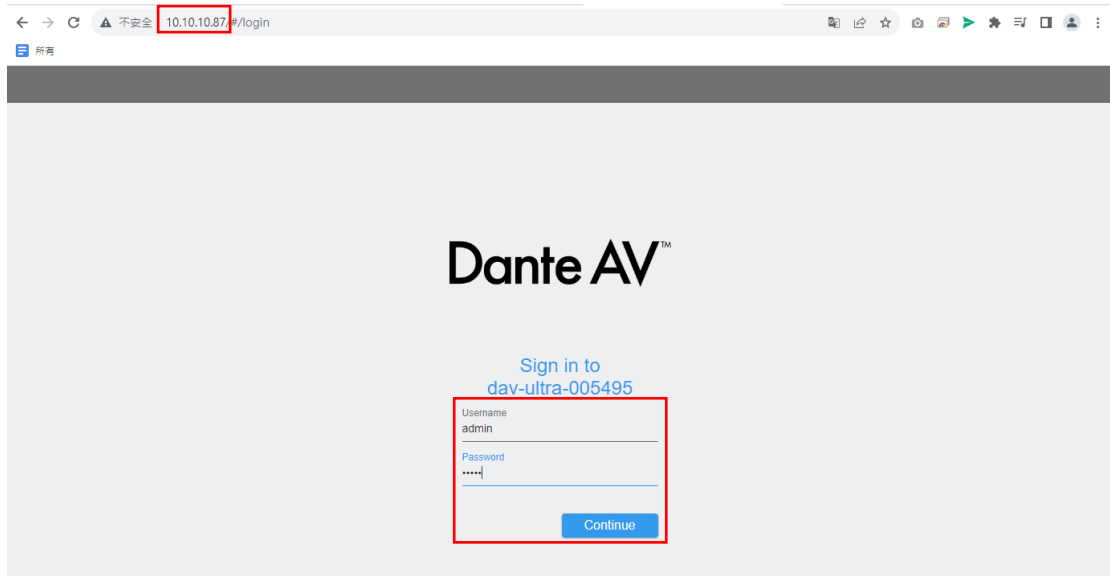 不安全 10.10.10.87/#/login
所有
Dante AV™
Sign in to
dav-ultra-005495
Username
admin
Password
•••••
Continue